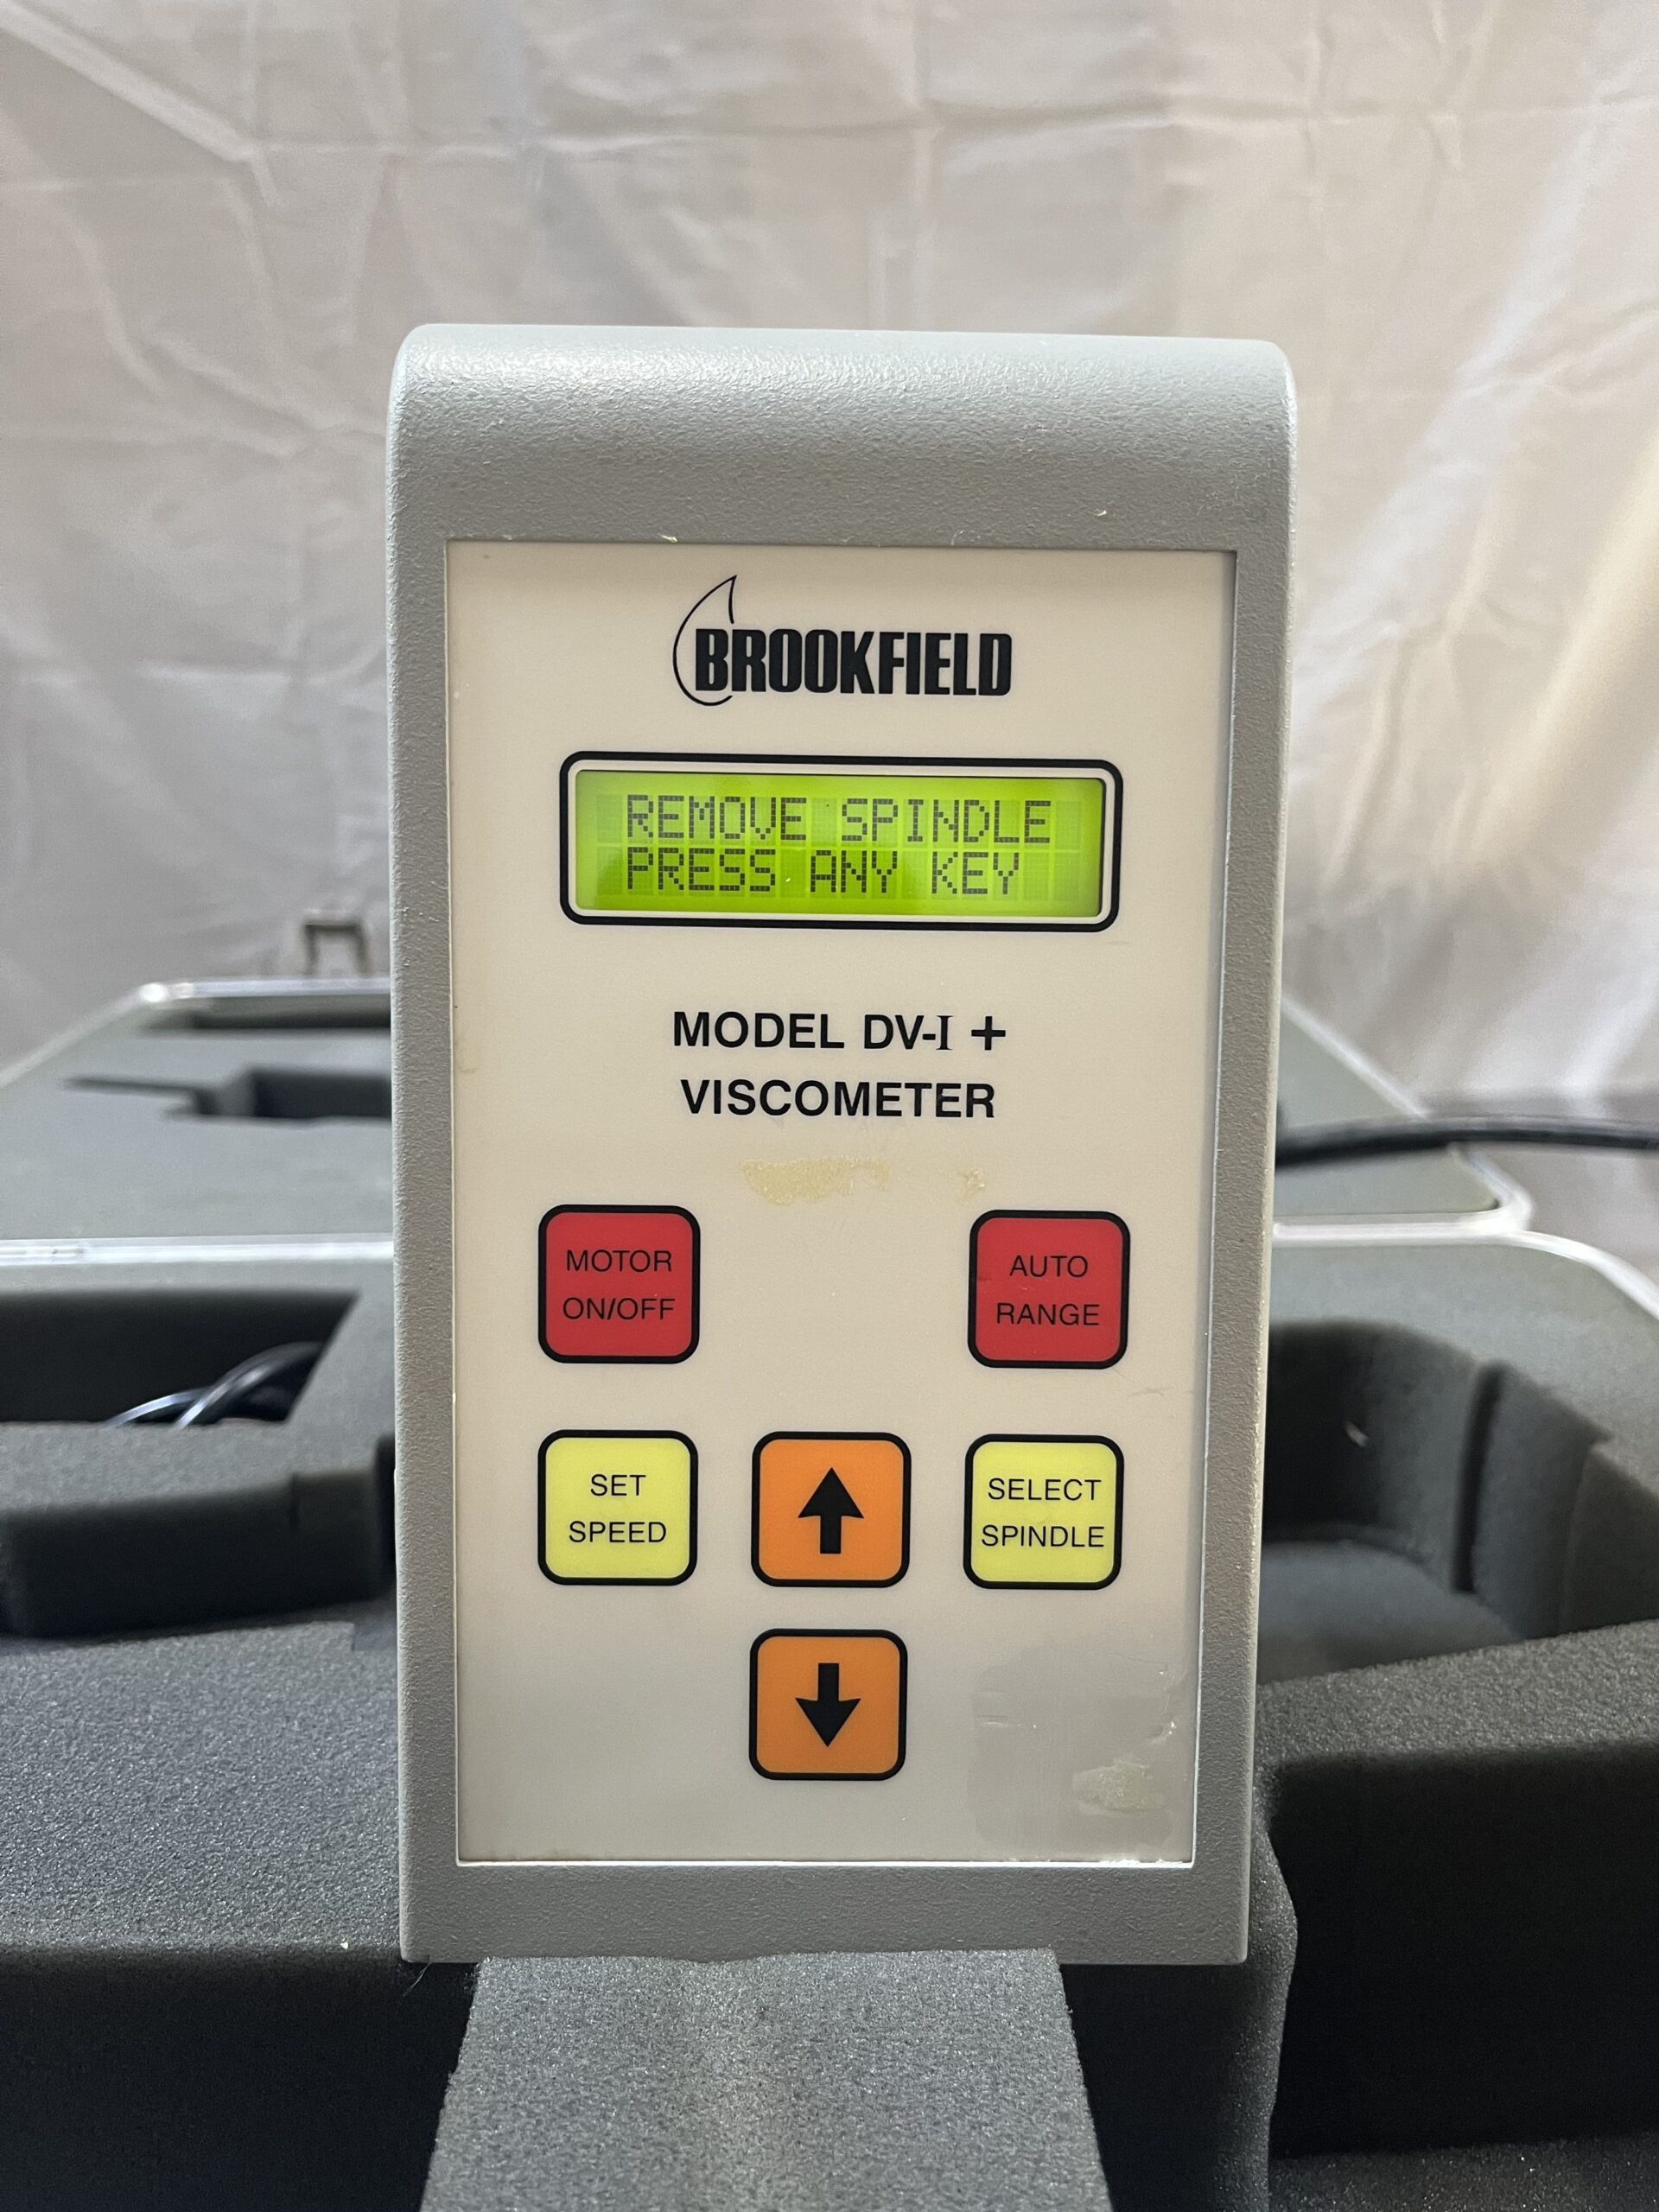 BROOKFIELD
REMOVE SPINDLE
PRESS ANY KEY
MODEL DV-I +
VISCOMETER
MOTOR
ON/OFF
AUTO
RANGE
SET
SPEED
SELECT
SPINDLE